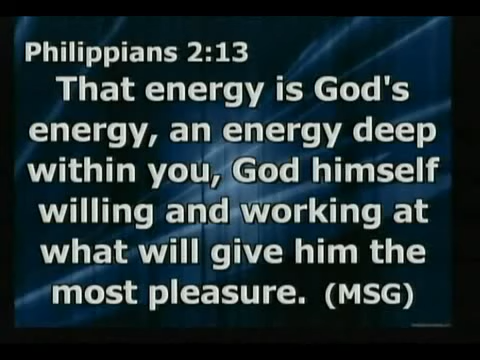 Philippians 2:13
That energy is God's
energy, an energy deep
within you, God himself
willing and working at
what will give him the
most pleasure. (MSG)